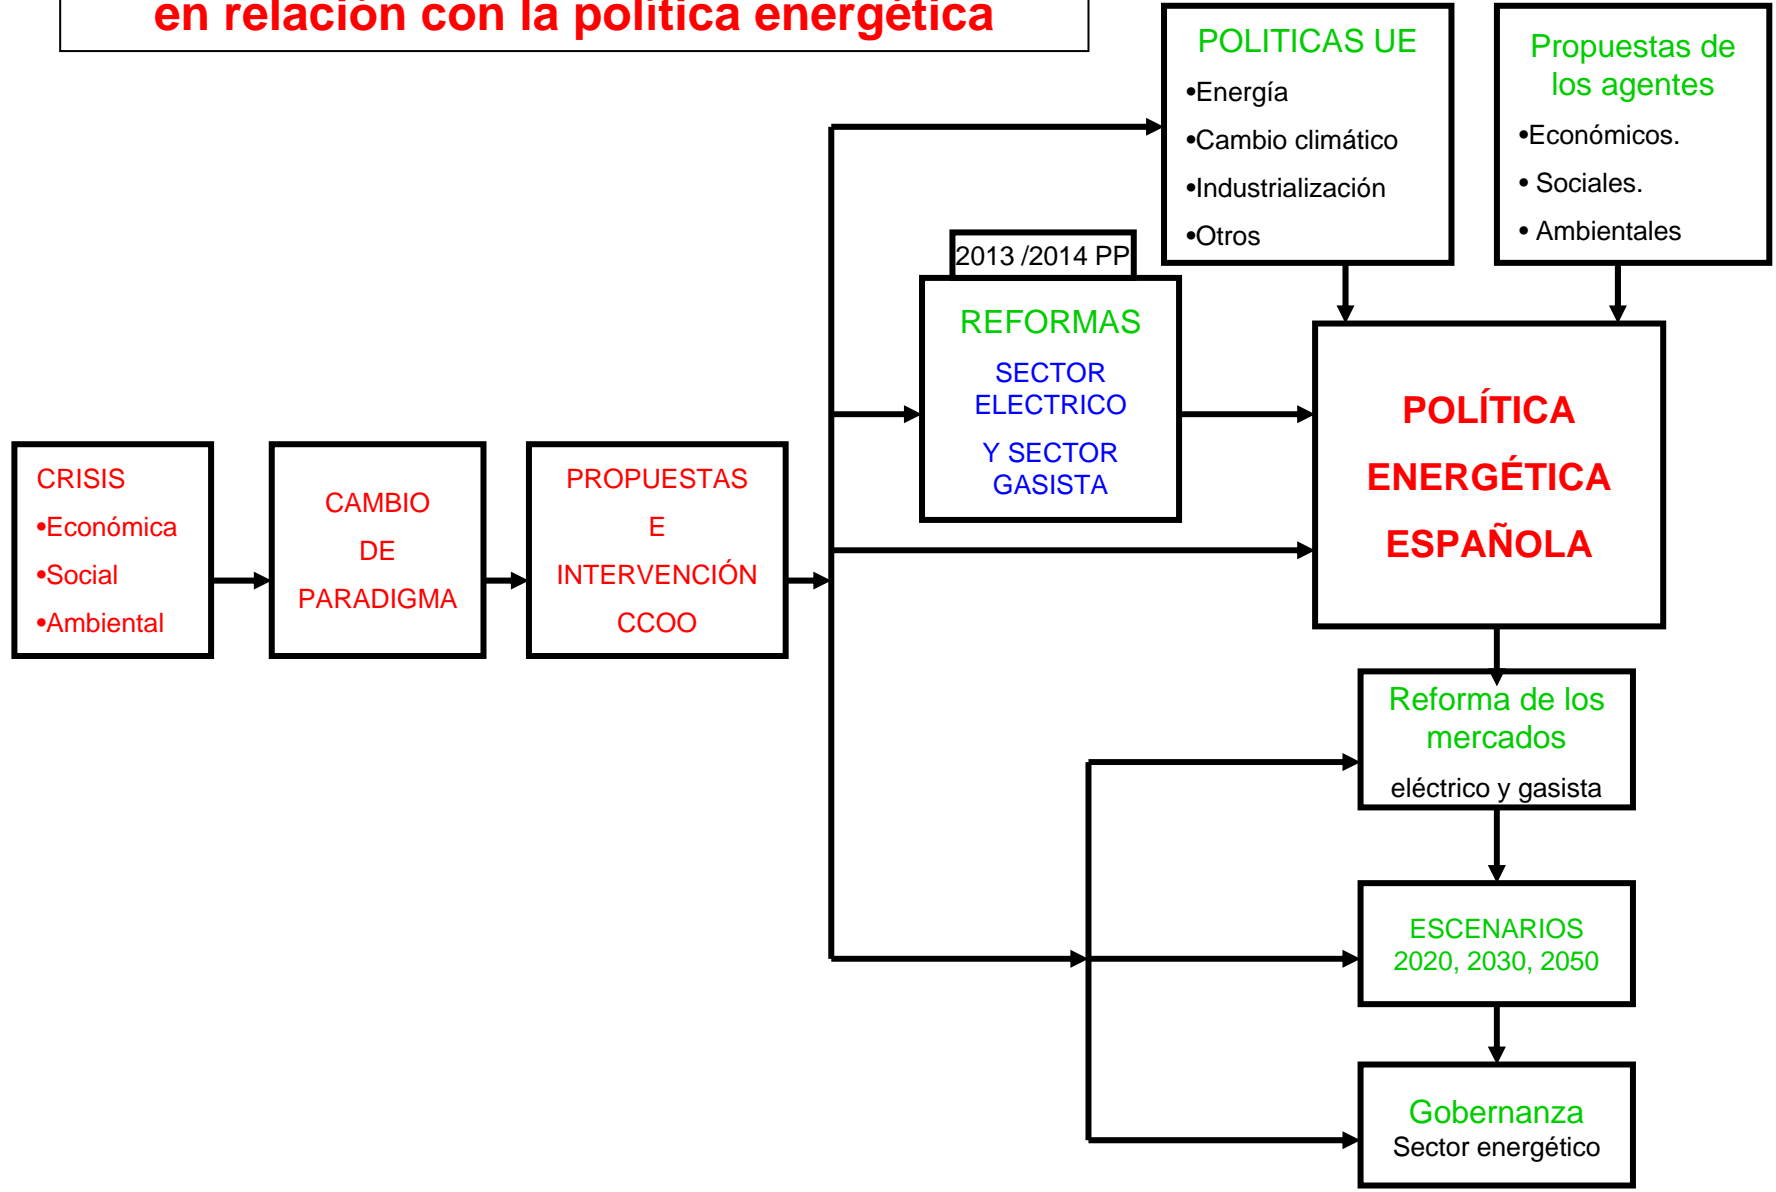 en relación con la política energética
POLITICAS UE
•Energía
•Cambio climático
•Industrialización
•Otros
Propuestas de
los agentes
•Económicos.
• Sociales.
• Ambientales
2013 /2014 PP
REFORMAS
SECTOR
ELECTRICO
Y SECTOR
GASISTA
POLÍTICA
ENERGÉTICA
ESPAÑOLA
CRISIS
•Económica
•Social
•Ambiental
CAMBIO
DE
PARADIGMA
PROPUESTAS
E
INTERVENCIÓN
CCOO
Reforma de los
mercados
eléctrico y gasista
ESCENARIOS
2020, 2030, 2050
Gobernanza
Sector energético